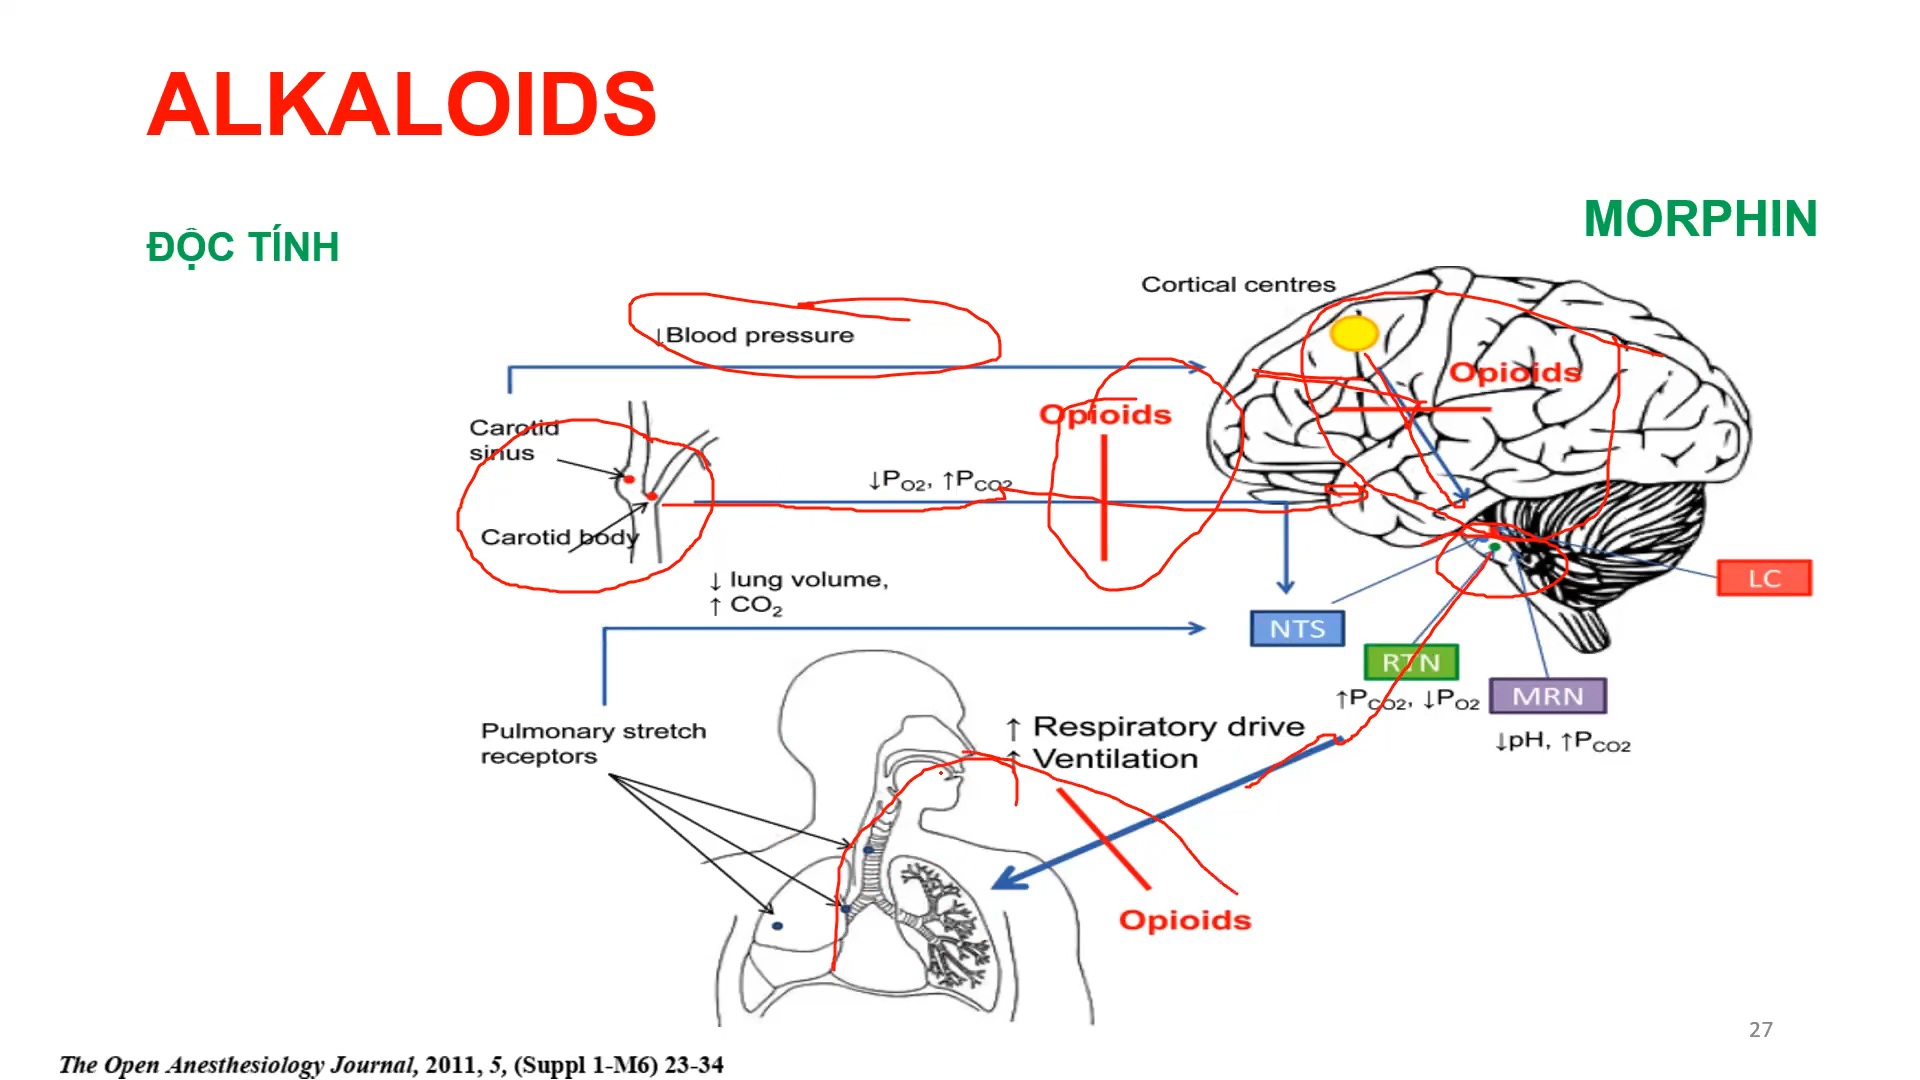 ALKALOIDS
MORPHIN
ĐỘC TÍNH
Cortical centres
↓Blood pressure
Opioids
Opioids
Carotid
sinus
↓PO2, ↑PCO2
Carotid body
↓ lung volume,
↑ CO2
LC
NTS
RTN
↑PCO2, ↓PO2
MRN
↓pH, ↑PCO2
Pulmonary stretch
receptors
↑ Respiratory drive
↑ Ventilation
Opioids
27
The Open Anesthesiology Journal, 2011, 5, (Suppl 1-M6) 23-34